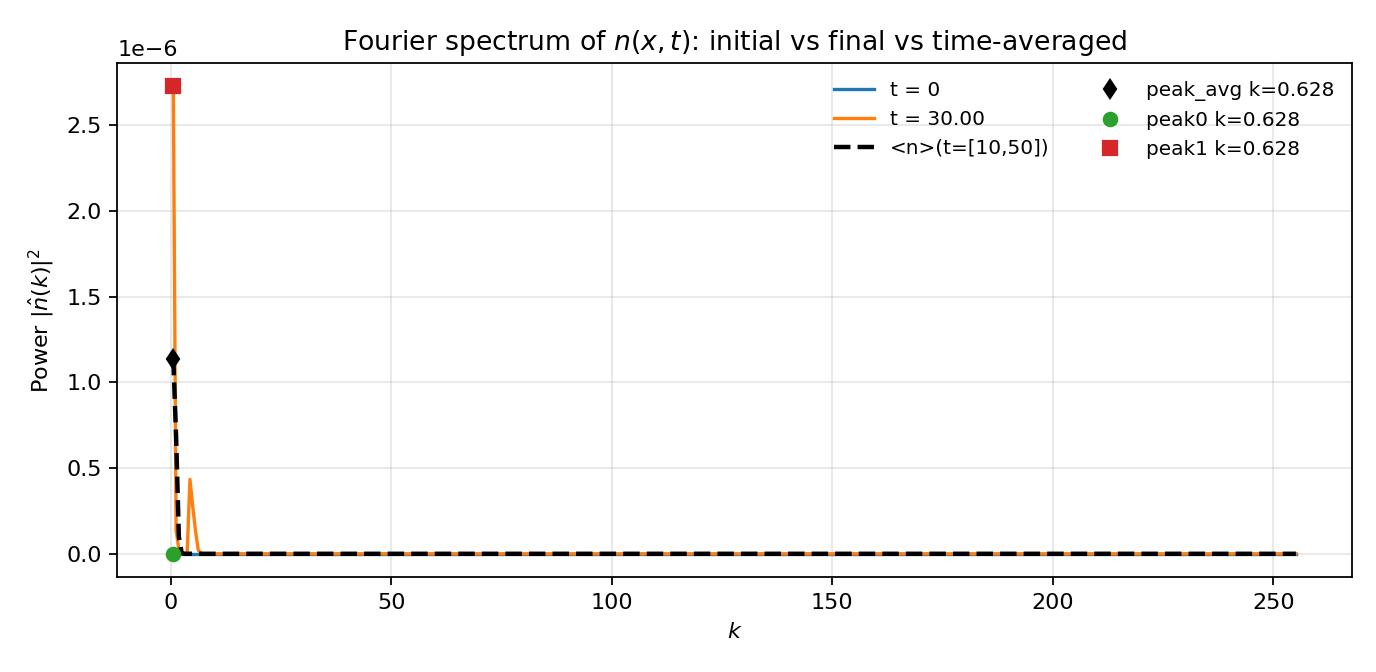 Fourier spectrum of n(x, t): initial vs final vs time-averaged
1e−6
2.5
2.0
1.5
1.0
0.5
0.0
Power |n̂(k)|²
0 50 100 150 200 250
k
t = 0
t = 30.00
<n>(t=[10,50])
peak_avg k=0.628
peak0 k=0.628
peak1 k=0.628